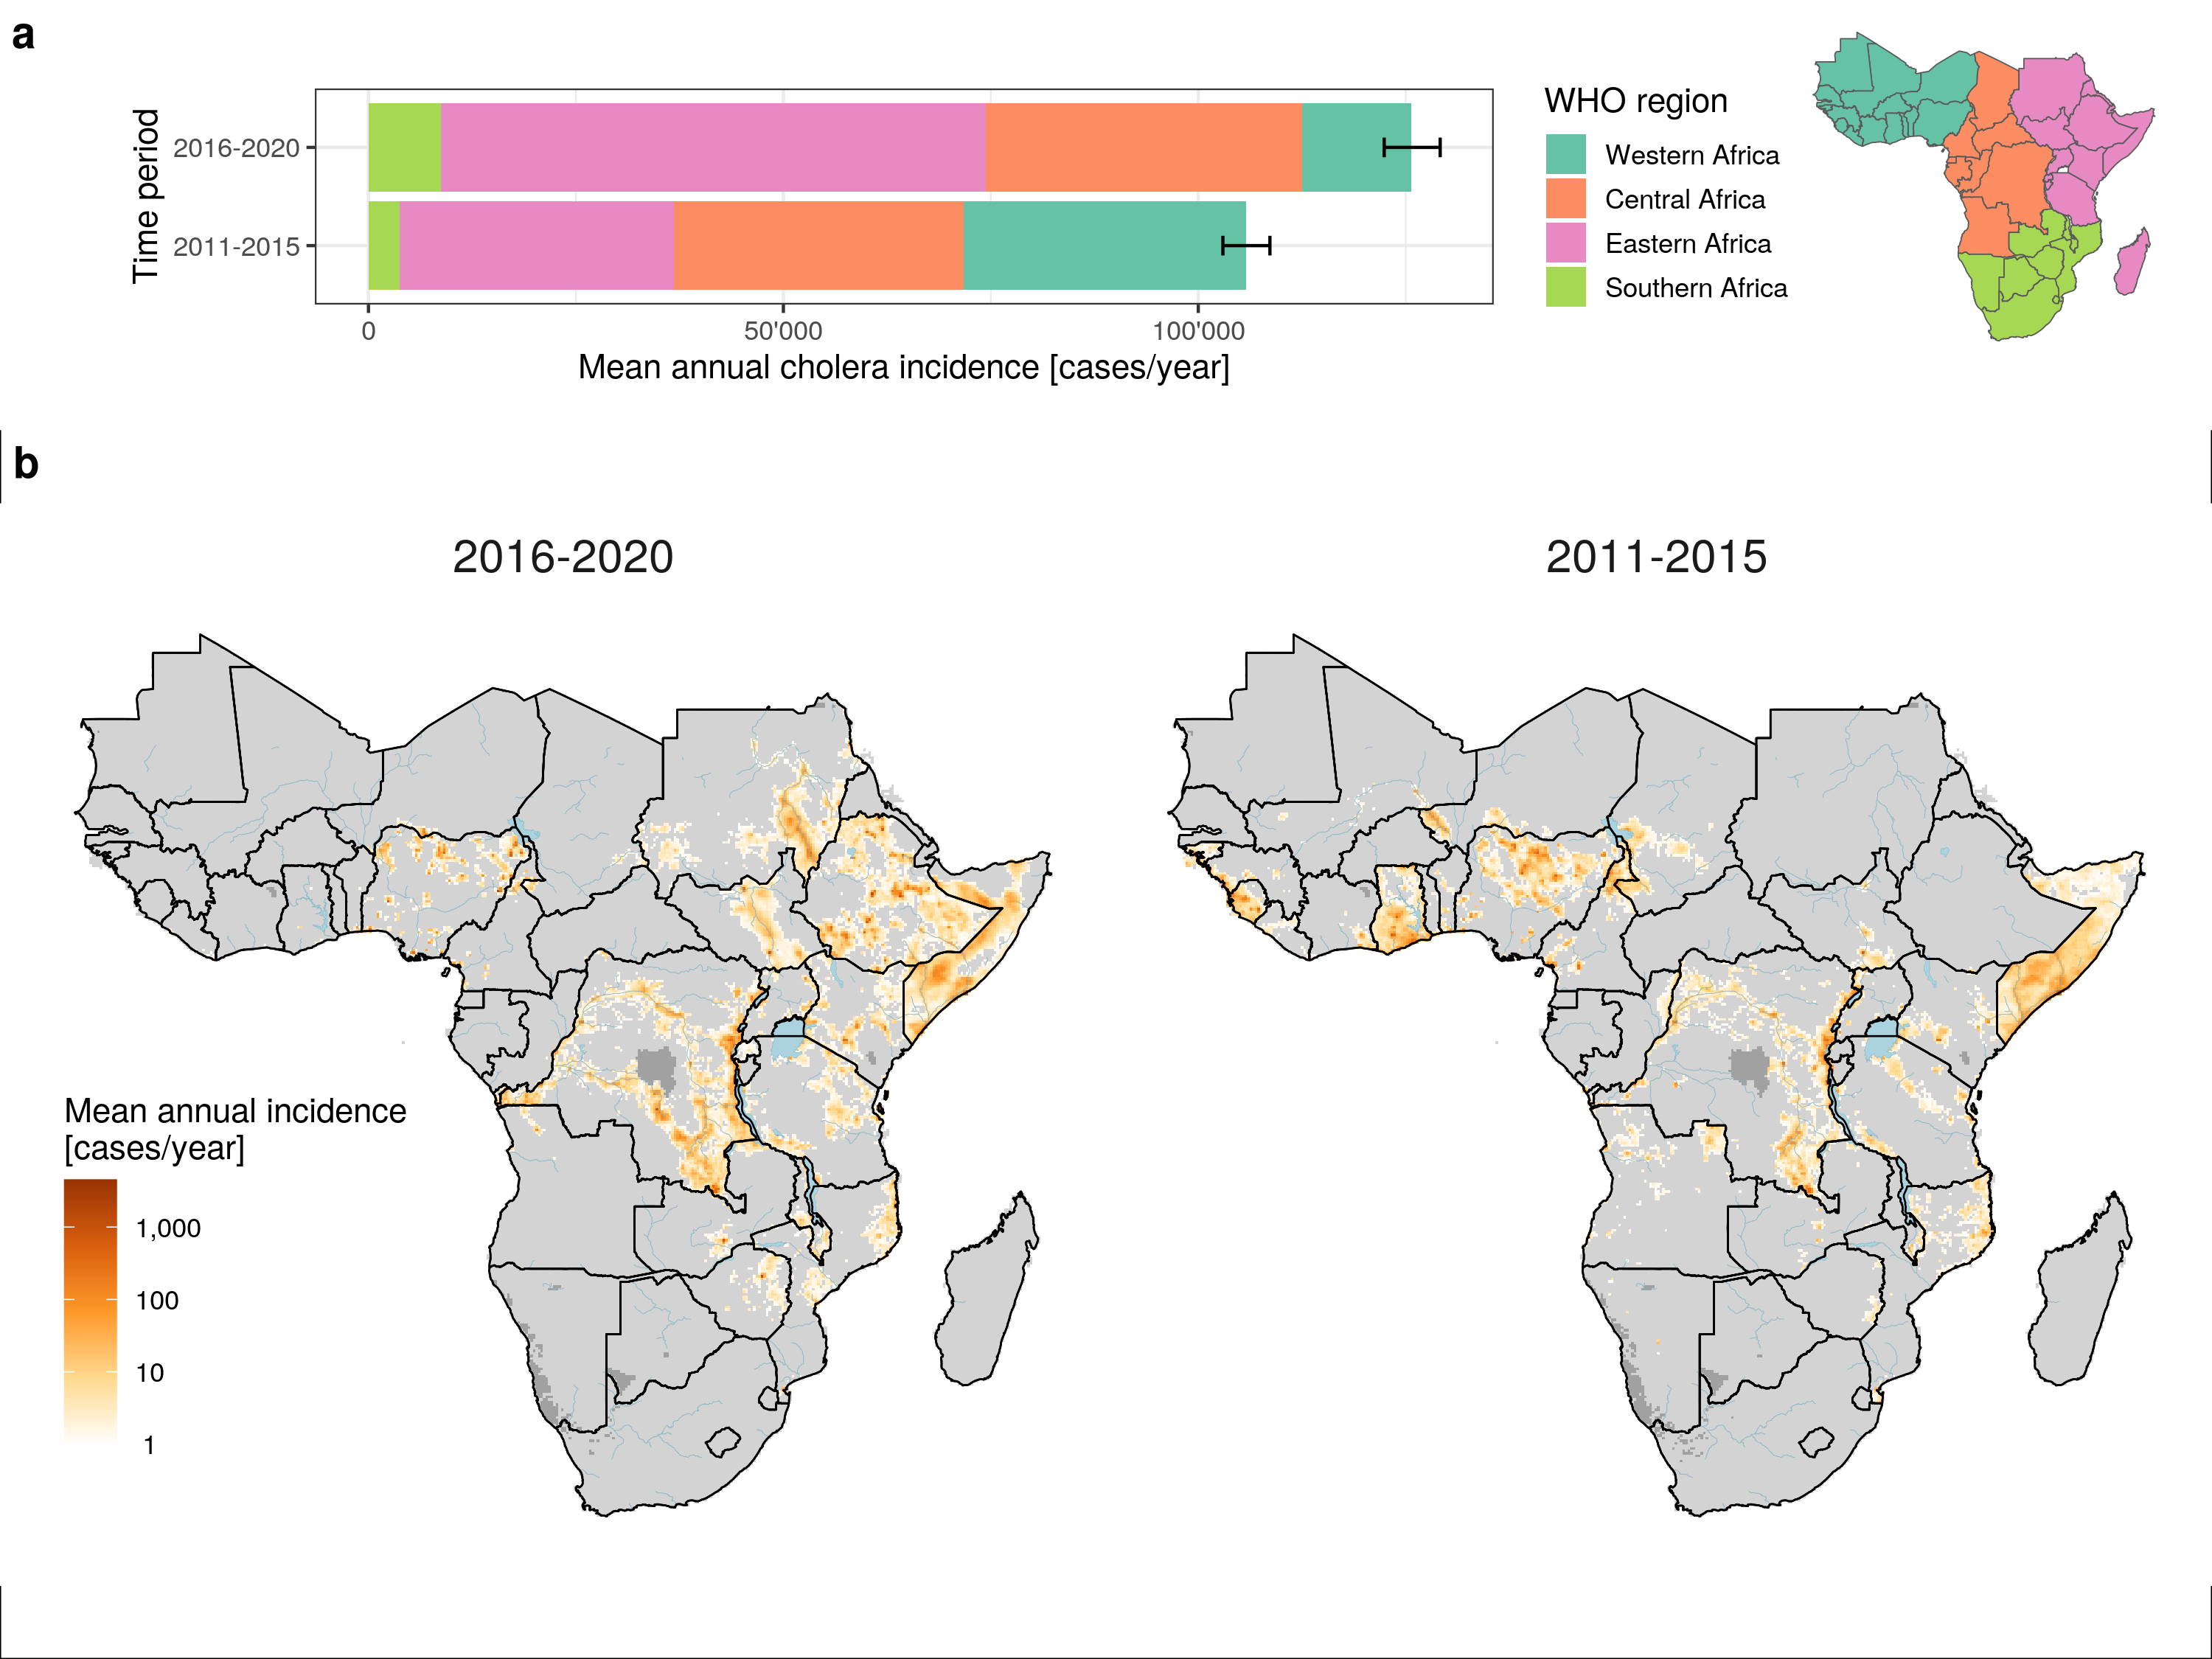 a
Time period
2016-2020
2011-2015
0
50'000
100'000
Mean annual cholera incidence [cases/year]
WHO region
Western Africa
Central Africa
Eastern Africa
Southern Africa
b
2016-2020
2011-2015
Mean annual incidence
[cases/year]
1,000
100
10
1